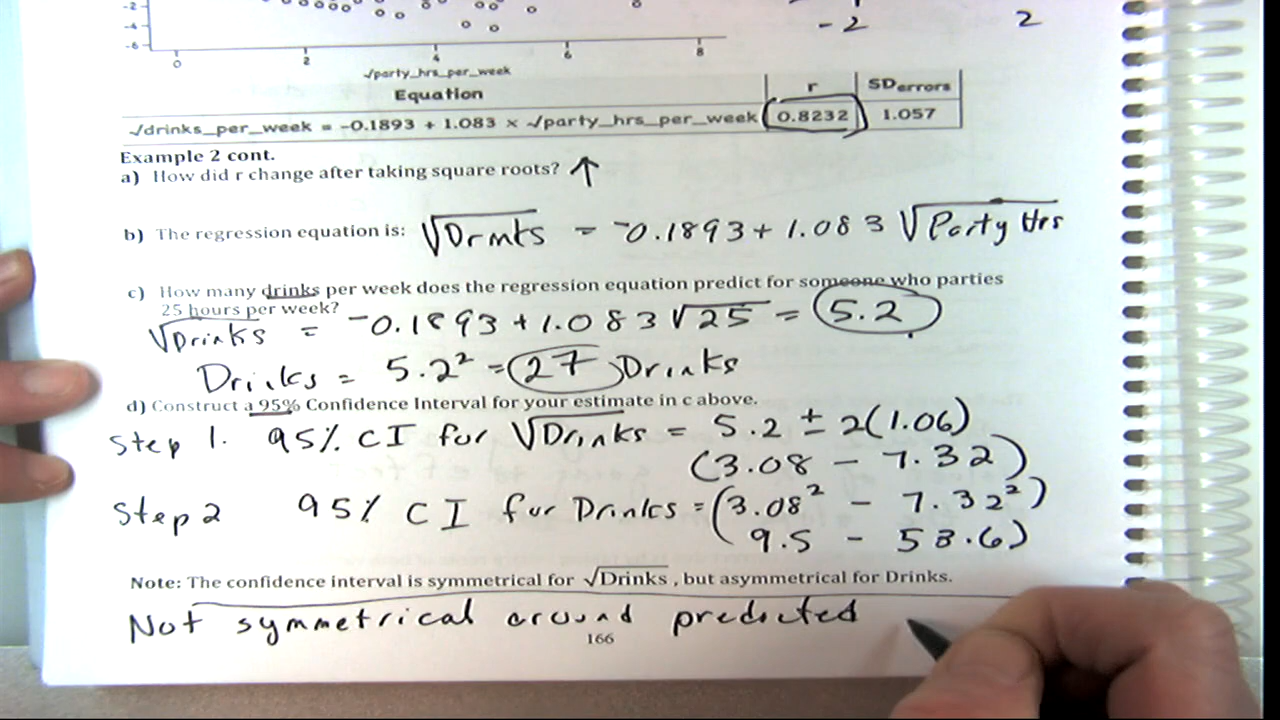 -2
-4
-6
-2 2
0 2 4 6 8
√party_hrs_per_week
Equation r SDerrors
√drinks_per_week = -0.1893 + 1.083 × √party_hrs_per_week 0.8232 1.057
Example 2 cont.
a) How did r change after taking square roots? ↑
b) The regression equation is: √Drinks = -0.1893 + 1.083 √Party Hrs
c) How many drinks per week does the regression equation predict for someone who parties
25 hours per week?
√Drinks = -0.1893 + 1.083 √25 = 5.2
Drinks = 5.2² = 27 Drinks
d) Construct a 95% Confidence Interval for your estimate in c above.
Step 1. 95% CI for √Drinks = 5.2 ± 2(1.06)
(3.08 - 7.32)
Step 2 95% CI for Drinks = (3.08² - 7.32²)
(9.5 - 53.6)
Note: The confidence interval is symmetrical for √Drinks, but asymmetrical for Drinks.
Not symmetrical around predicted
166